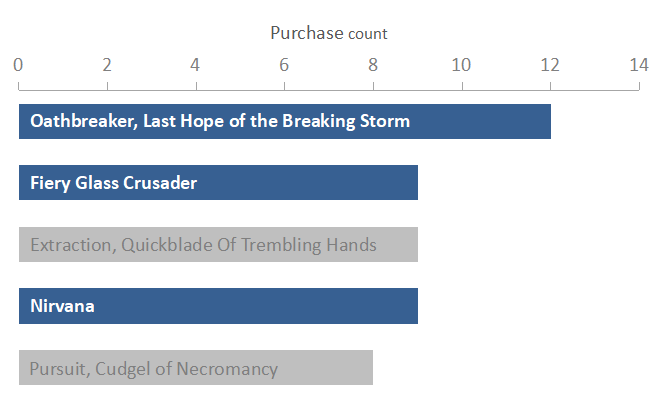 Purchase count
0 2 4 6 8 10 12 14
Oathbreaker, Last Hope of the Breaking Storm
Fiery Glass Crusader
Extraction, Quickblade Of Trembling Hands
Nirvana
Pursuit, Cudgel of Necromancy